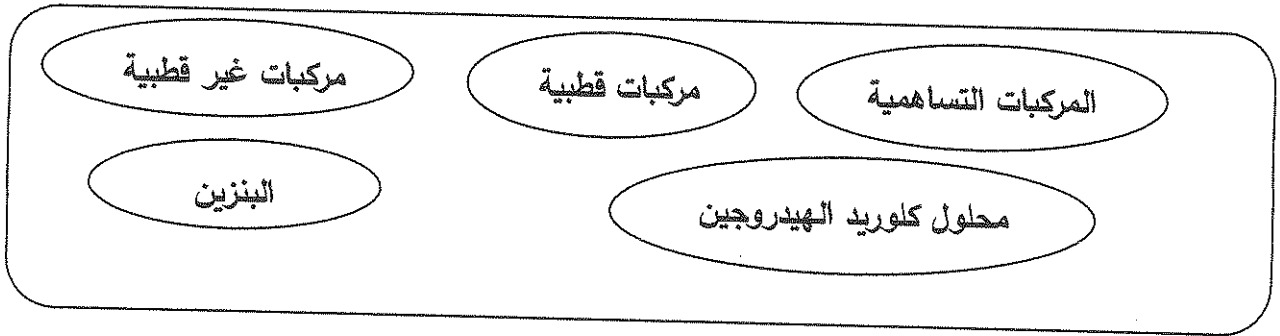 المركبات التساهمية
مركبات قطبية
مركبات غير قطبية
محلول كلوريد الهيدروجين
البنزين